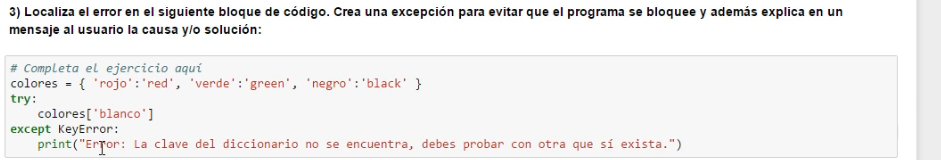 3) Localiza el error en el siguiente bloque de código. Crea una excepción para evitar que el programa se bloquee y además explica en un
mensaje al usuario la causa y/o solución:
# Completa el ejercicio aquí
colores = { 'rojo':'red', 'verde':'green', 'negro':'black' }
try:
    colores['blanco']
except KeyError:
    print("Error: La clave del diccionario no se encuentra, debes probar con otra que sí exista.")